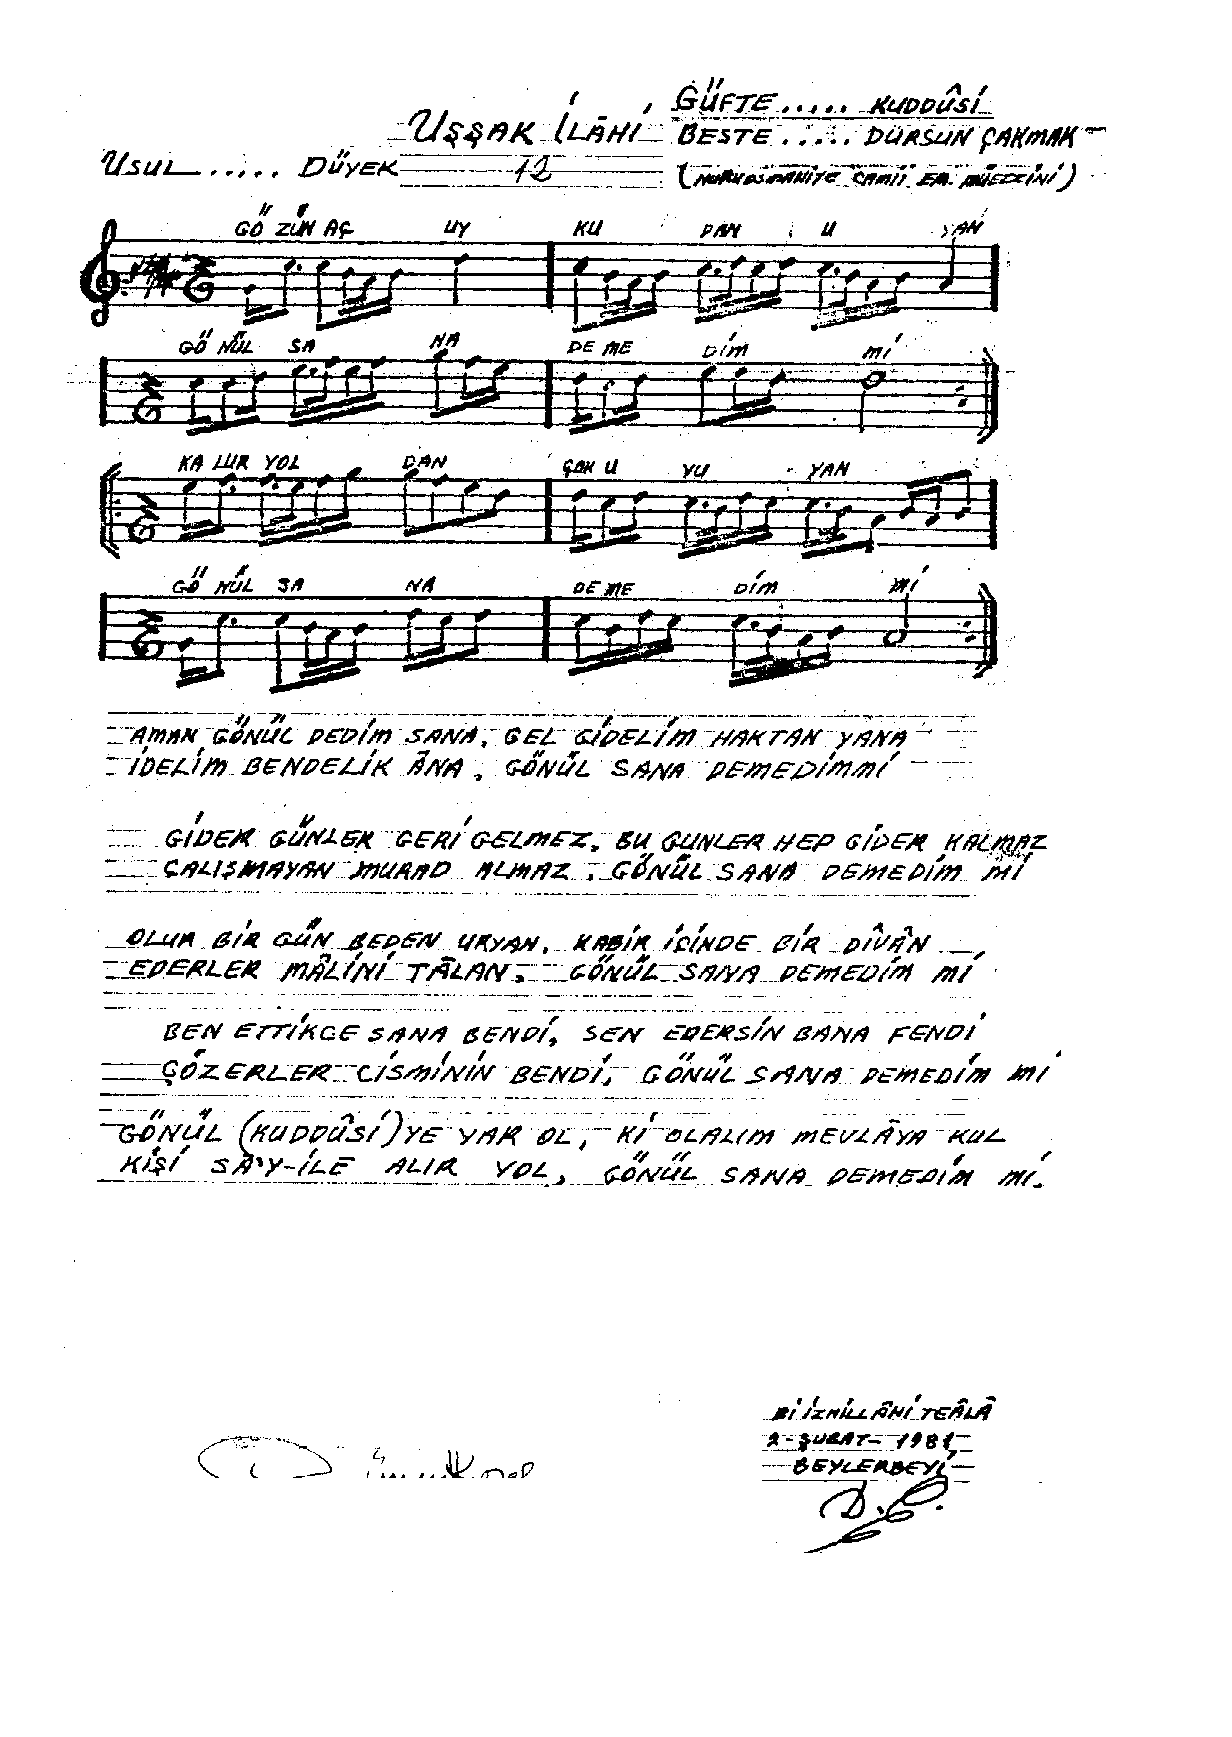 GÜFTE..... KUDDÛSİ
UŞŞAK İLÂHİ BESTE..... DURSUN ÇAKMAK
USUL..... DÜYEK 12 (NURUOSMANİYE CAMİİ EM. MÜEZZİNİ)
GÖ ZÜN AÇ UY KU DAN U YAN
GÖ NÜL SA NA DE ME DİM Mİ
KA LUR YOL DAN ÇOK U YU YAN
GÖ NÜL SA NA DE ME DİM Mİ
AMAN GÖNÜL DEDİM SANA, GEL GİDELİM HAKTAN YANA
İDELİM BENDELİK ÂNA, GÖNÜL SANA DEMEDİMMİ
GİDER GÜNLER GERİ GELMEZ, BU GUNLER HEP GİDER KALMAZ
ÇALIŞMAYAN MURAD ALMAZ, GÖNÜL SANA DEMEDİM Mİ
OLUR BİR GÜN BEDEN URYAN, KABİR İÇİNDE BİR DÎVÂN
EDERLER MÂLİNİ TÂLAN, GÖNÜL SANA DEMEDİM Mİ
BEN ETTİKCE SANA BENDİ, SEN EDERSİN BANA FENDİ
ÇÖZERLER CİSMİNİN BENDİ, GÖNÜL SANA DEMEDİM Mİ
GÖNÜL (KUDDÛSİ)YE YAR OL, Kİ OLALIM MEVLÂYA KUL
KİŞİ SA'Y-İLE ALIR YOL, GÖNÜL SANA DEMEDİM Mİ.
Bİ İZNİLLÂHİ TEÂLÂ
2-ŞUBAT-1981
BEYLERBEYİ
D.Ç.